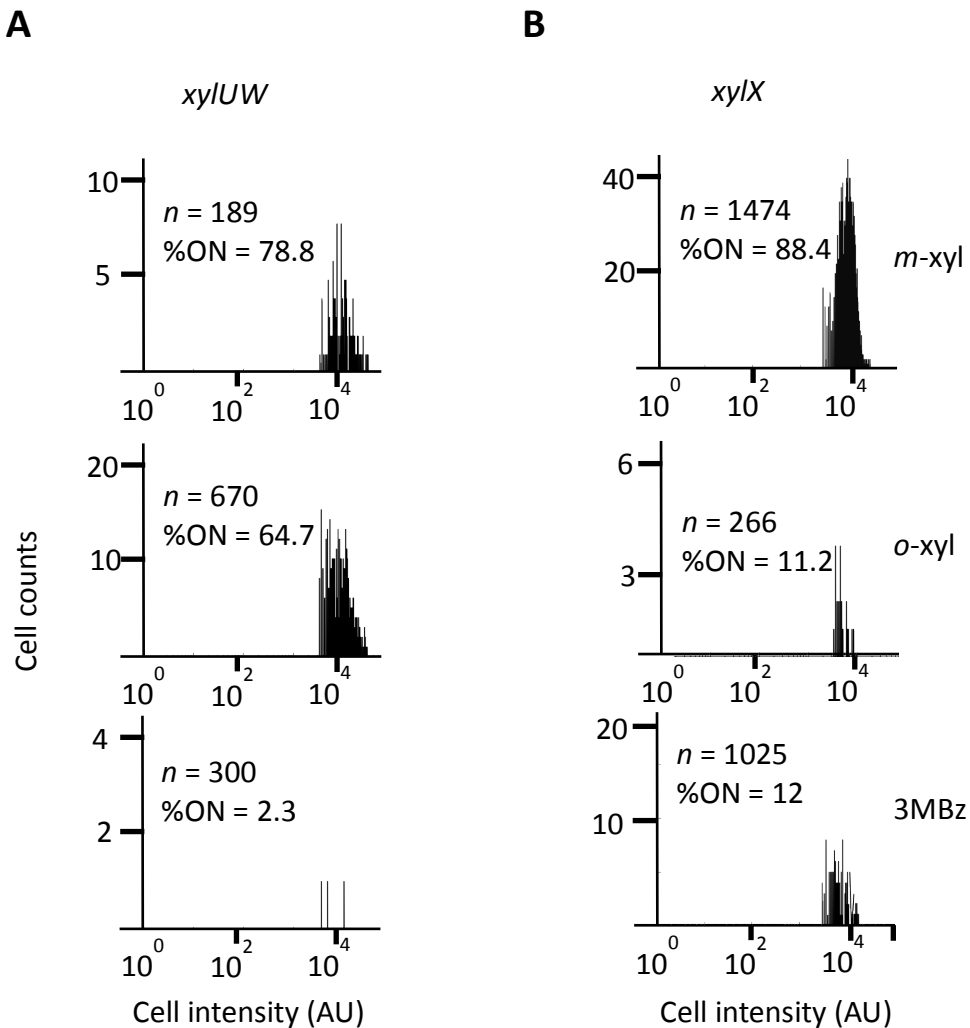 A
xylUW
10
5
n = 189
%ON = 78.8
10^0 10^2 10^4
20
10
n = 670
%ON = 64.7
10^0 10^2 10^4
4
2
n = 300
%ON = 2.3
10^0 10^2 10^4
Cell counts
Cell intensity (AU)
B
xylX
40
20
n = 1474
%ON = 88.4
m-xyl
10^0 10^2 10^4
6
3
n = 266
%ON = 11.2
o-xyl
10^0 10^2 10^4
20
10
n = 1025
%ON = 12
3MBz
10^0 10^2 10^4
Cell intensity (AU)